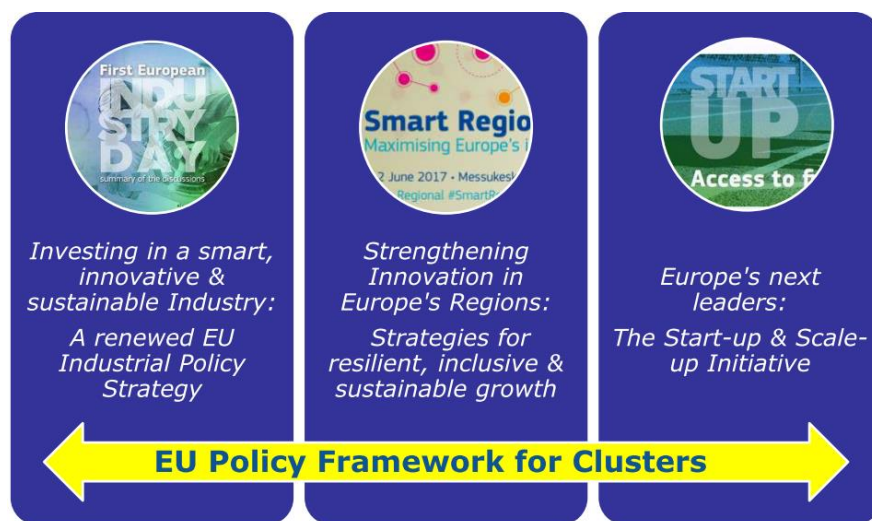 First European
INDU
STRY
DAY
summary of the discussions
Investing in a smart,
innovative &
sustainable Industry:
A renewed EU
Industrial Policy
Strategy
Smart Regio
Maximising Europe's i
2 June 2017 • Messukesk
Regional #SmartRe
Strengthening
Innovation in
Europe's Regions:
Strategies for
resilient, inclusive &
sustainable growth
START
UP
Access to f
Europe's next
leaders:
The Start-up & Scale-
up Initiative
EU Policy Framework for Clusters